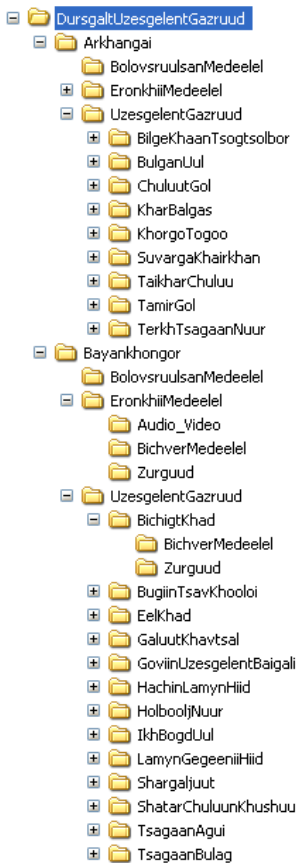 DursgaltUzesgelentGazruud
Arkhangai
BolovsruulsanMedeelel
EronkhiiMedeelel
UzesgelentGazruud
BilgeKhaanTsogtsolbor
BulganUul
ChuluutGol
KharBalgas
KhorgoTogoo
SuvargaKhairkhan
TaikharChuluu
TamirGol
TerkhTsagaanNuur
Bayankhongor
BolovsruulsanMedeelel
EronkhiiMedeelel
Audio_Video
BichverMedeelel
Zurguud
UzesgelentGazruud
BichigtKhad
BichverMedeelel
Zurguud
BugiinTsavKhooloi
EelKhad
GaluutKhavtsal
GoviinUzesgelentBaigali
HachinLamynHiid
HolbooljNuur
IkhBogdUul
LamynGegeeniiHiid
Shargaljuut
ShatarChuluunKhushuu
TsagaanAgui
TsagaanBulag